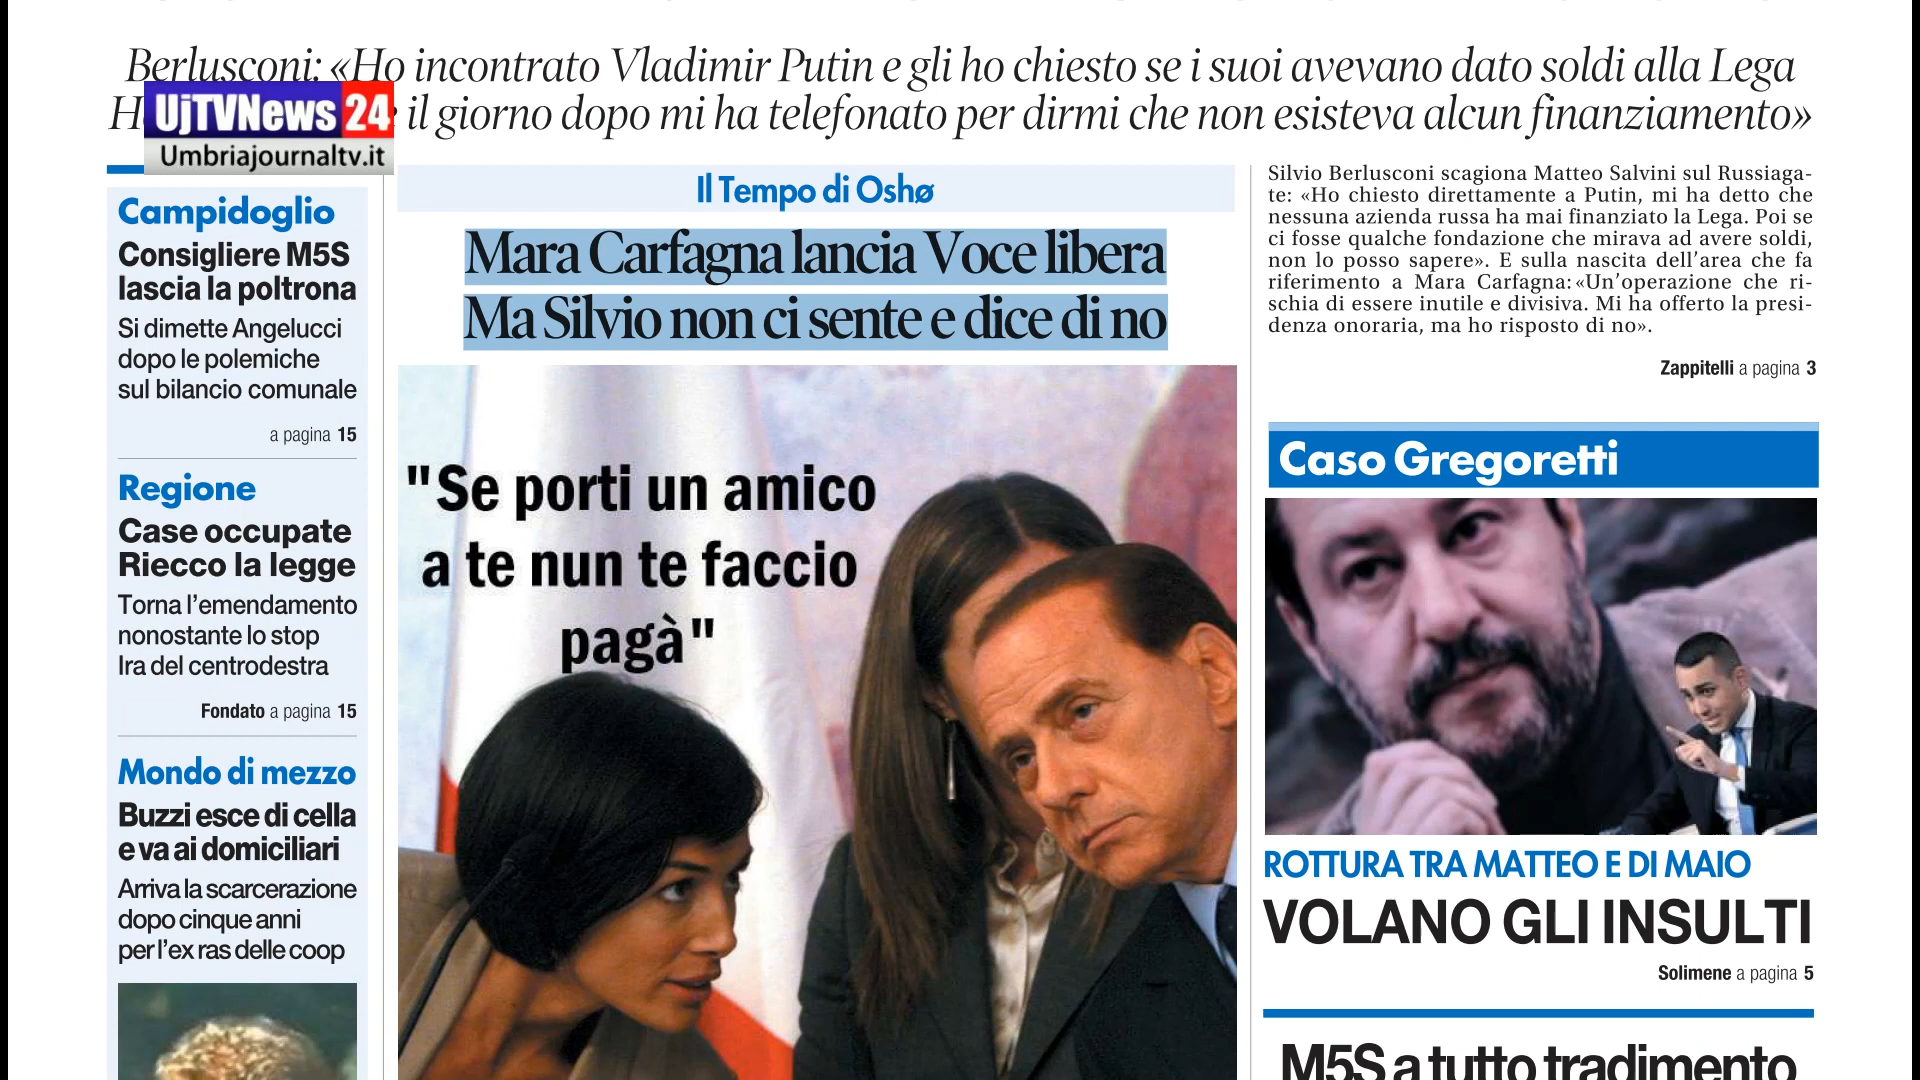 Berlusconi: «Ho incontrato Vladimir Putin e gli ho chiesto se i suoi avevano dato soldi alla Lega
il giorno dopo mi ha telefonato per dirmi che non esisteva alcun finanziamento»
UjTVNews 24
Umbriajournaltv.it
Campidoglio
Consigliere M5S
lascia la poltrona
Si dimette Angelucci
dopo le polemiche
sul bilancio comunale
a pagina 15
Regione
Case occupate
Riecco la legge
Torna l'emendamento
nonostante lo stop
Ira del centrodestra
Fondato a pagina 15
Mondo di mezzo
Buzzi esce di cella
e va ai domiciliari
Arriva la scarcerazione
dopo cinque anni
per l'ex ras delle coop
Il Tempo di Oshø
Mara Carfagna lancia Voce libera
Ma Silvio non ci sente e dice di no
"Se porti un amico
a te nun te faccio
pagà"
Silvio Berlusconi scagiona Matteo Salvini sul Russiaga-
te: «Ho chiesto direttamente a Putin, mi ha detto che
nessuna azienda russa ha mai finanziato la Lega. Poi se
ci fosse qualche fondazione che mirava ad avere soldi,
non lo posso sapere». E sulla nascita dell'area che fa
riferimento a Mara Carfagna:«Un'operazione che ri-
schia di essere inutile e divisiva. Mi ha offerto la presi-
denza onoraria, ma ho risposto di no».
Zappitelli a pagina 3
Caso Gregoretti
ROTTURA TRA MATTEO E DI MAIO
VOLANO GLI INSULTI
Solimene a pagina 5
M5S a tutto tradimento